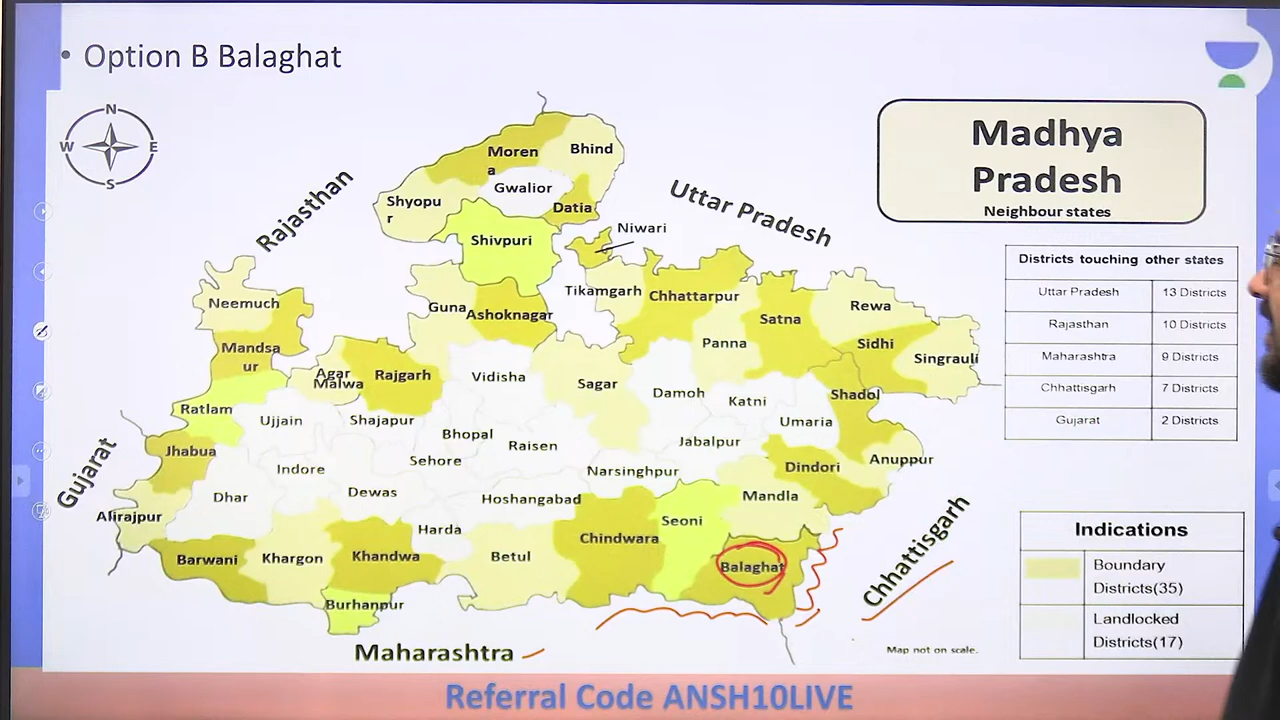 • Option B Balaghat
N
W E
S
Madhya
Pradesh
Neighbour states
Rajasthan
Uttar Pradesh
Gujarat
Maharashtra
Chhattisgarh
Moren
a
Bhind
Gwalior
Shyopu
r
Datia
Shivpuri
Niwari
Neemuch
Guna
Ashoknagar
Tikamgarh
Chhattarpur
Satna
Rewa
Sidhi
Singrauli
Panna
Mandsa
ur
Agar
Malwa
Rajgarh
Vidisha
Sagar
Damoh
Katni
Shadol
Ratlam
Ujjain
Shajapur
Bhopal
Raisen
Jabalpur
Umaria
Jhabua
Indore
Sehore
Narsinghpur
Dindori
Anuppur
Dhar
Dewas
Hoshangabad
Mandla
Alirajpur
Harda
Chindwara
Seoni
Barwani
Khargon
Khandwa
Betul
Balaghat
Burhanpur
Districts touching other states
Uttar Pradesh 13 Districts
Rajasthan 10 Districts
Maharashtra 9 Districts
Chhattisgarh 7 Districts
Gujarat 2 Districts
Indications
Boundary
Districts(35)
Landlocked
Districts(17)
Map not on scale.
Referral Code ANSH10LIVE